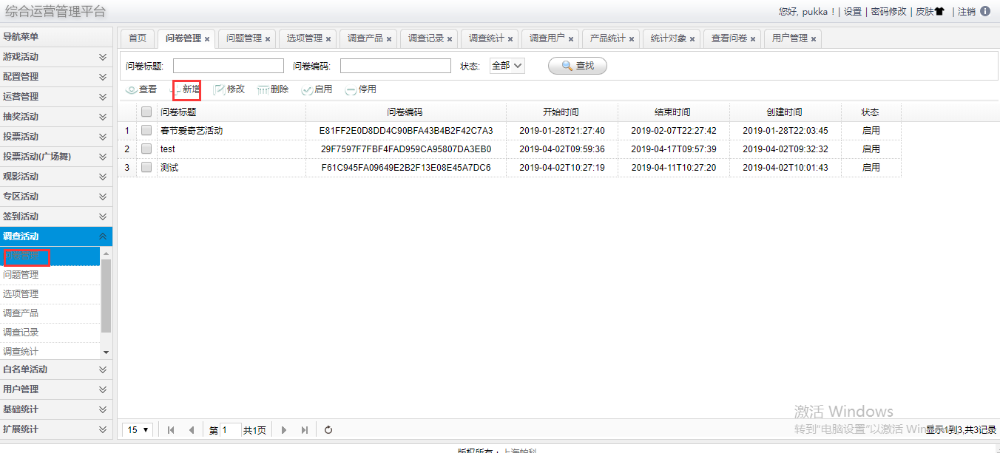 综合运营管理平台
您好, pukka ! | 设置 | 密码修改 | 皮肤 | 注销
导航菜单
游戏活动
配置管理
运营管理
抽奖活动
投票活动
投票活动(广场舞)
观影活动
专区活动
签到活动
调查活动
问卷管理
问题管理
选项管理
调查产品
调查记录
调查统计
白名单活动
用户管理
基础统计
扩展统计
首页 问卷管理 × 问题管理 × 选项管理 × 调查产品 × 调查记录 × 调查统计 × 调查用户 × 产品统计 × 统计对象 × 查看问卷 × 用户管理 ×
问卷标题: 问卷编码: 状态: 全部 查找
查看 新增 修改 删除 启用 停用
问卷标题 问卷编码 开始时间 结束时间 创建时间 状态
1 春节爱奇艺活动 E81FF2E0D8DD4C90BFA43B4B2F42C7A3 2019-01-28T21:27:40 2019-02-07T22:27:42 2019-01-28T22:03:45 启用
2 test 29F7597F7FBF4FAD959CA95807DA3EB0 2019-04-02T09:59:36 2019-04-17T09:57:39 2019-04-02T09:32:32 启用
3 测试 F61C945FA09649E2B2F13E08E45A7DC6 2019-04-02T10:27:19 2019-04-11T10:27:20 2019-04-02T10:01:43 启用
激活 Windows
转到"电脑设置"以激活 Windows
15 第 1 共1页 显示1到3,共3记录
版权所有：上海帕科